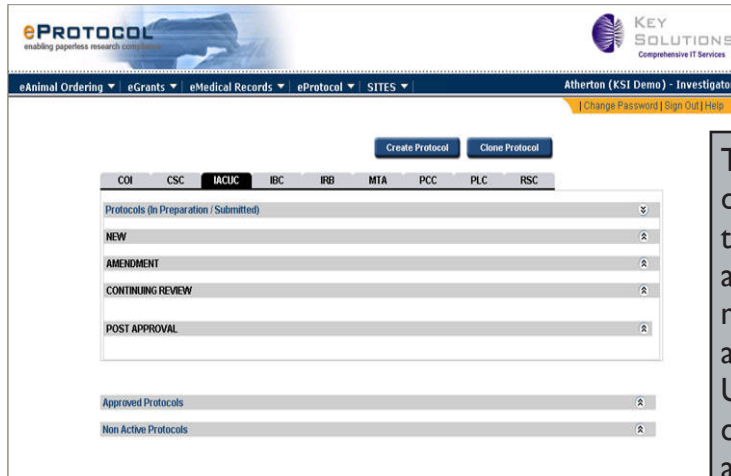 ePROTOCOL
enabling paperless research compliance
KEY
SOLUTIONS
Comprehensive IT Services
eAnimal Ordering eGrants eMedical Records eProtocol SITES Atherton (KSI Demo) - Investigator
| Change Password | Sign Out | Help
Create Protocol Clone Protocol
COI CSC IACUC IBC IRB MTA PCC PLC RSC
Protocols (In Preparation / Submitted)
NEW
AMENDMENT
CONTINUING REVIEW
POST APPROVAL
Approved Protocols
Non Active Protocols